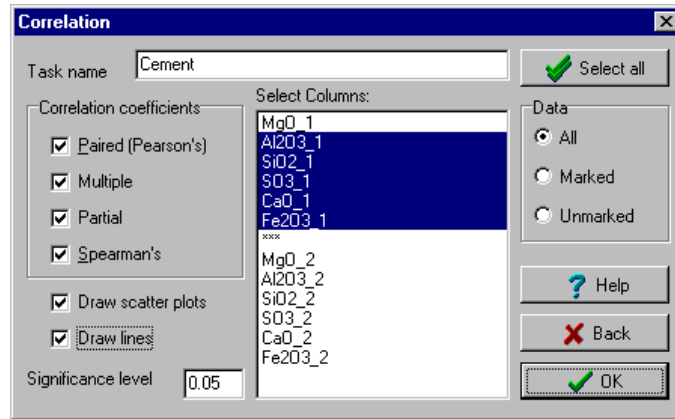 Correlation
Task name
Cement
Select all
Correlation coefficients
Paired (Pearson's)
Multiple
Partial
Spearman's
Draw scatter plots
Draw lines
Significance level
0.05
Select Columns:
MgO_1
Al2O3_1
SiO2_1
SO3_1
CaO_1
Fe2O3_1
***
MgO_2
Al2O3_2
SiO2_2
SO3_2
CaO_2
Fe2O3_2
Data
All
Marked
Unmarked
? Help
Back
OK